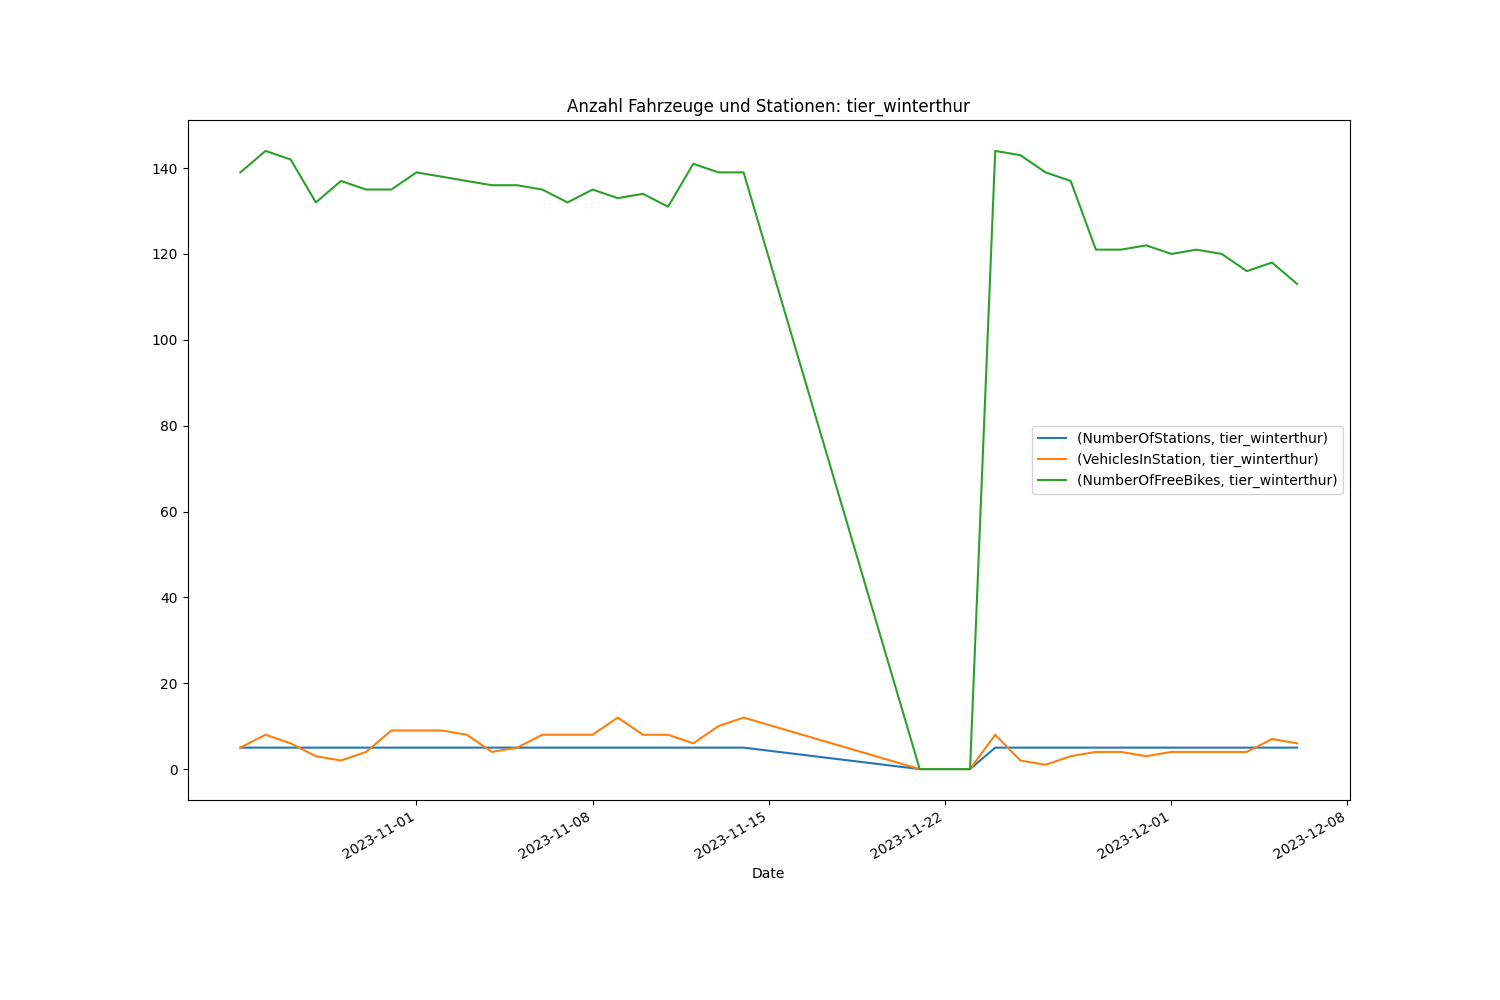 Anzahl Fahrzeuge und Stationen: tier_winterthur
140
120
100
80
60
40
20
0
(NumberOfStations, tier_winterthur)
(VehiclesInStation, tier_winterthur)
(NumberOfFreeBikes, tier_winterthur)
2023-11-01
2023-11-08
2023-11-15
2023-11-22
2023-12-01
2023-12-08
Date